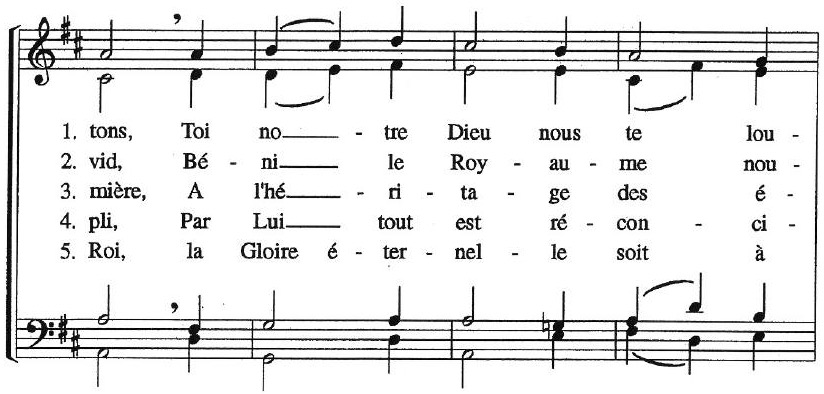 1. tons, Toi no - tre Dieu nous te lou -
2. vid, Bé - ni le Roy - au - me nou -
3. mière, A l'hé - ri - ta - ge des é -
4. pli, Par Lui tout est ré - con - ci -
5. Roi, la Gloire é - ter - nel - le soit à